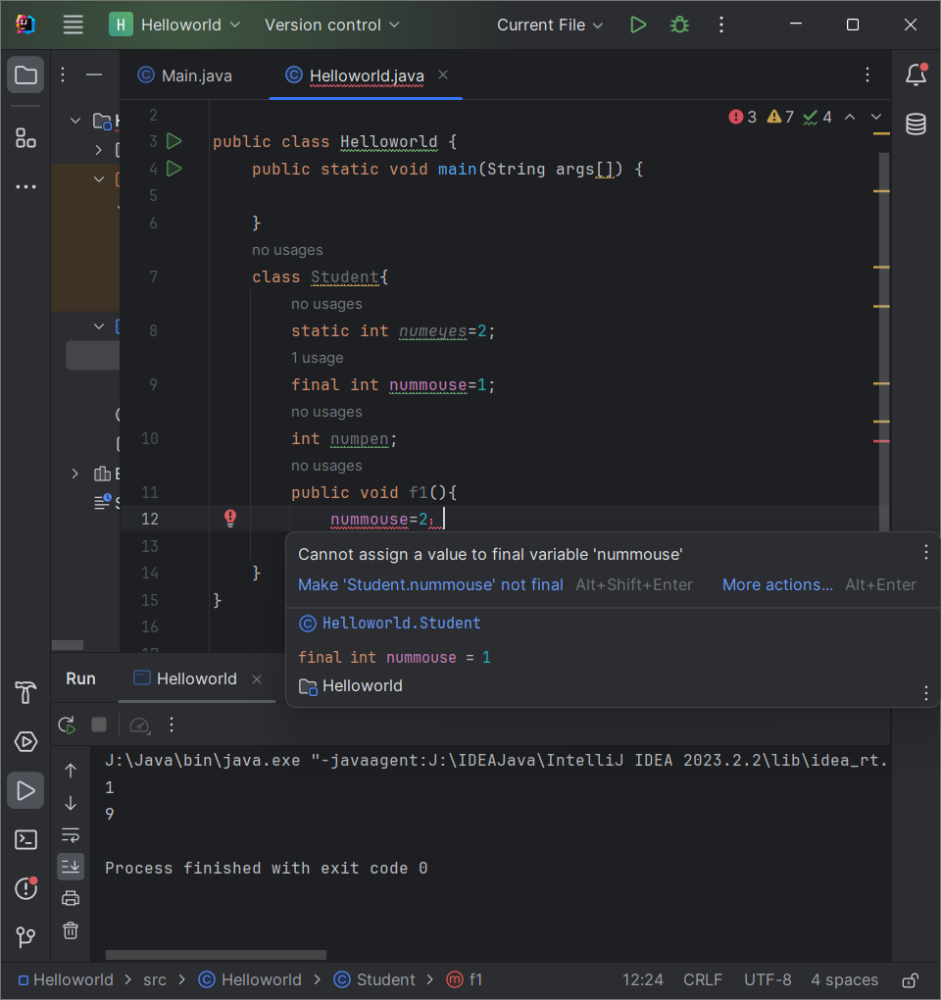 H Helloworld Version control Current File
Main.java Helloworld.java
2 3 7 4
3 public class Helloworld {
4 public static void main(String args[]) {
5
6 }
no usages
7 class Student{
no usages
8 static int numeyes=2;
1 usage
9 final int nummouse=1;
no usages
10 int numpen;
no usages
11 public void f1(){
12 nummouse=2；
13
14 }
15 }
16
Cannot assign a value to final variable 'nummouse'
Make 'Student.nummouse' not final Alt+Shift+Enter More actions... Alt+Enter
Helloworld.Student
final int nummouse = 1
Helloworld
Run Helloworld
J:\Java\bin\java.exe "-javaagent:J:\IDEAJava\IntelliJ IDEA 2023.2.2\lib\idea_rt.
1
9
Process finished with exit code 0
Helloworld > src > Helloworld > Student > f1 12:24 CRLF UTF-8 4 spaces